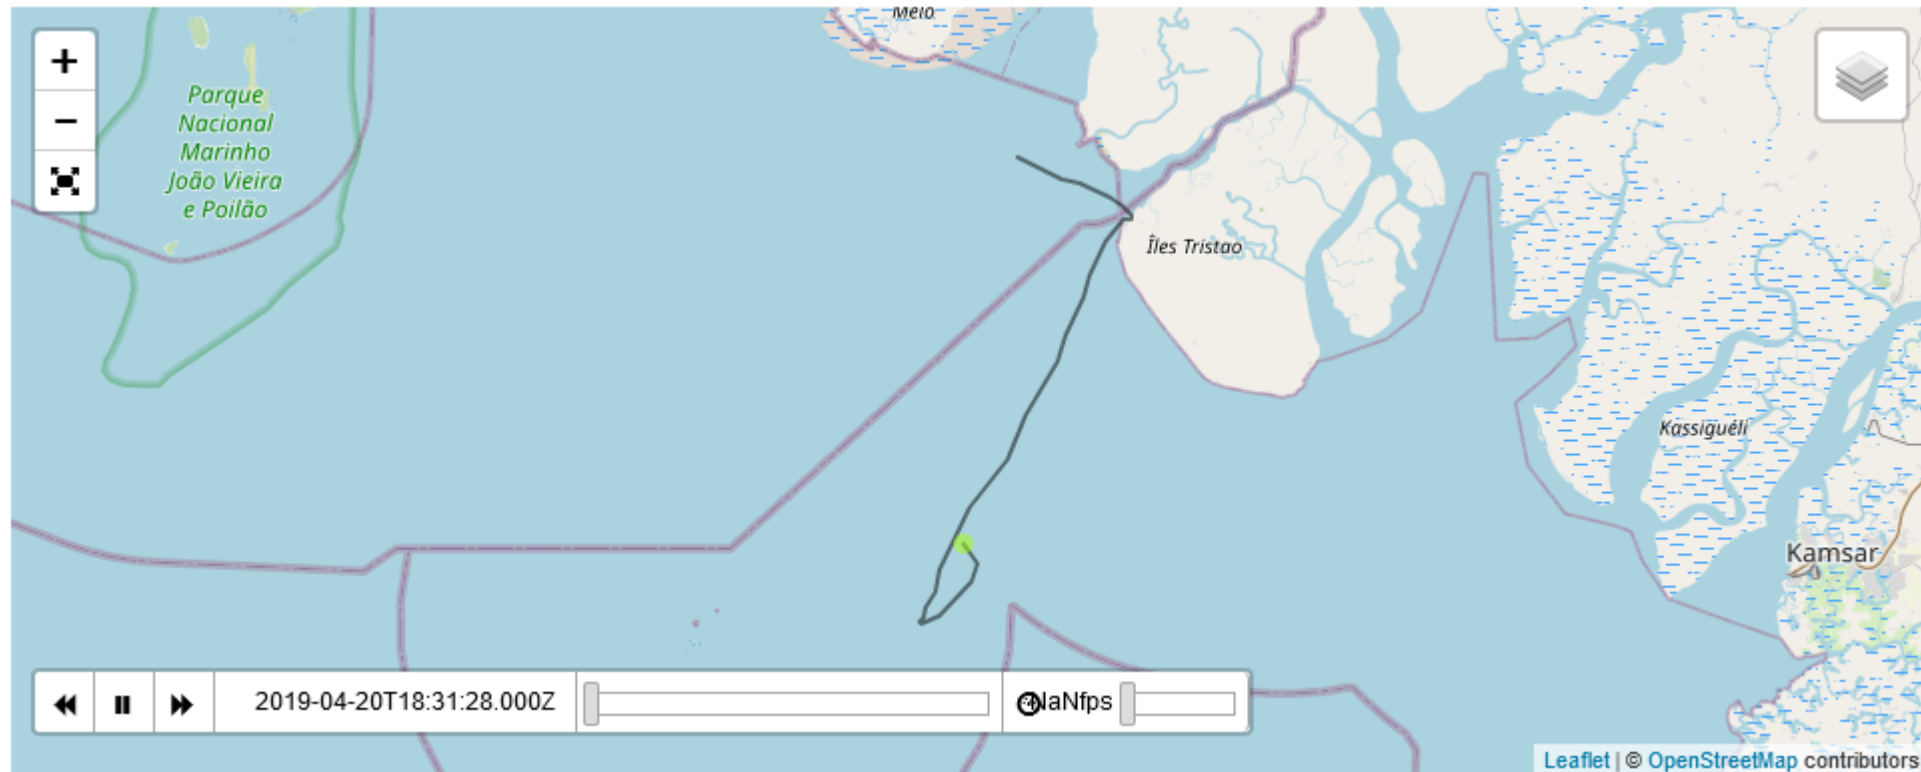 Melo
+
−
Parque
Nacional
Marinho
João Vieira
e Poilão
Îles Tristao
Kassiguéli
Kamsar
2019-04-20T18:31:28.000Z
NaNfps
Leaflet | © OpenStreetMap contributors